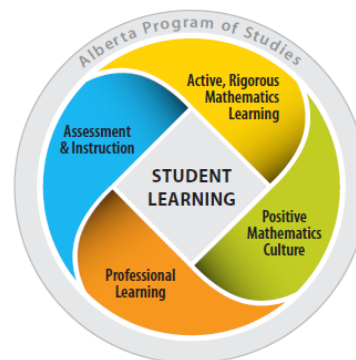 Alberta Program of Studies
Active, Rigorous
Mathematics
Learning
Assessment
& Instruction
STUDENT
LEARNING
Positive
Mathematics
Culture
Professional
Learning